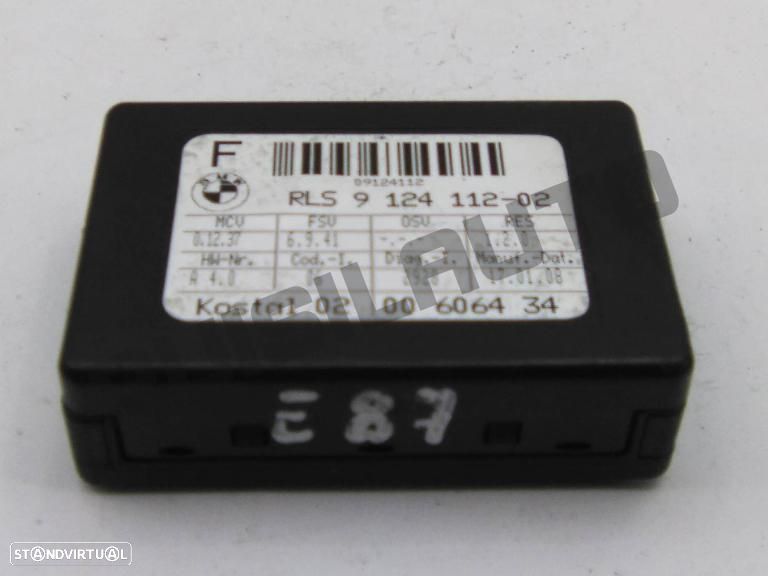 F
BMW
09124112
RLS 9 124 112-02
MCV FSV OSV RES
0.12.37 6.9.41 -.-
HW-Nr. Cod.-I. Diag.-I. Manuf.-Dat.
A 4.0 17.01.08
Kostal 02 00 6064 34
E87
STANDVIRTUAL